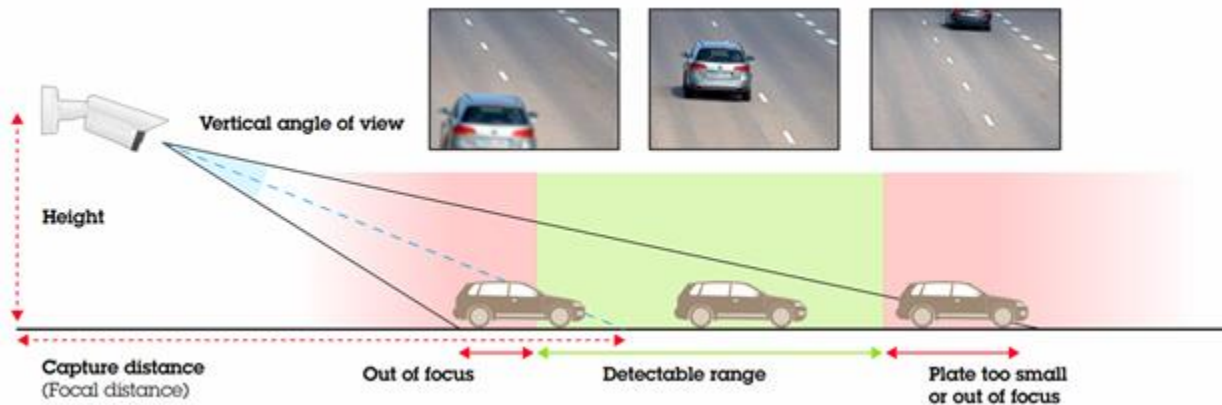 Vertical angle of view
Height
Capture distance
(Focal distance)
Out of focus
Detectable range
Plate too small
or out of focus